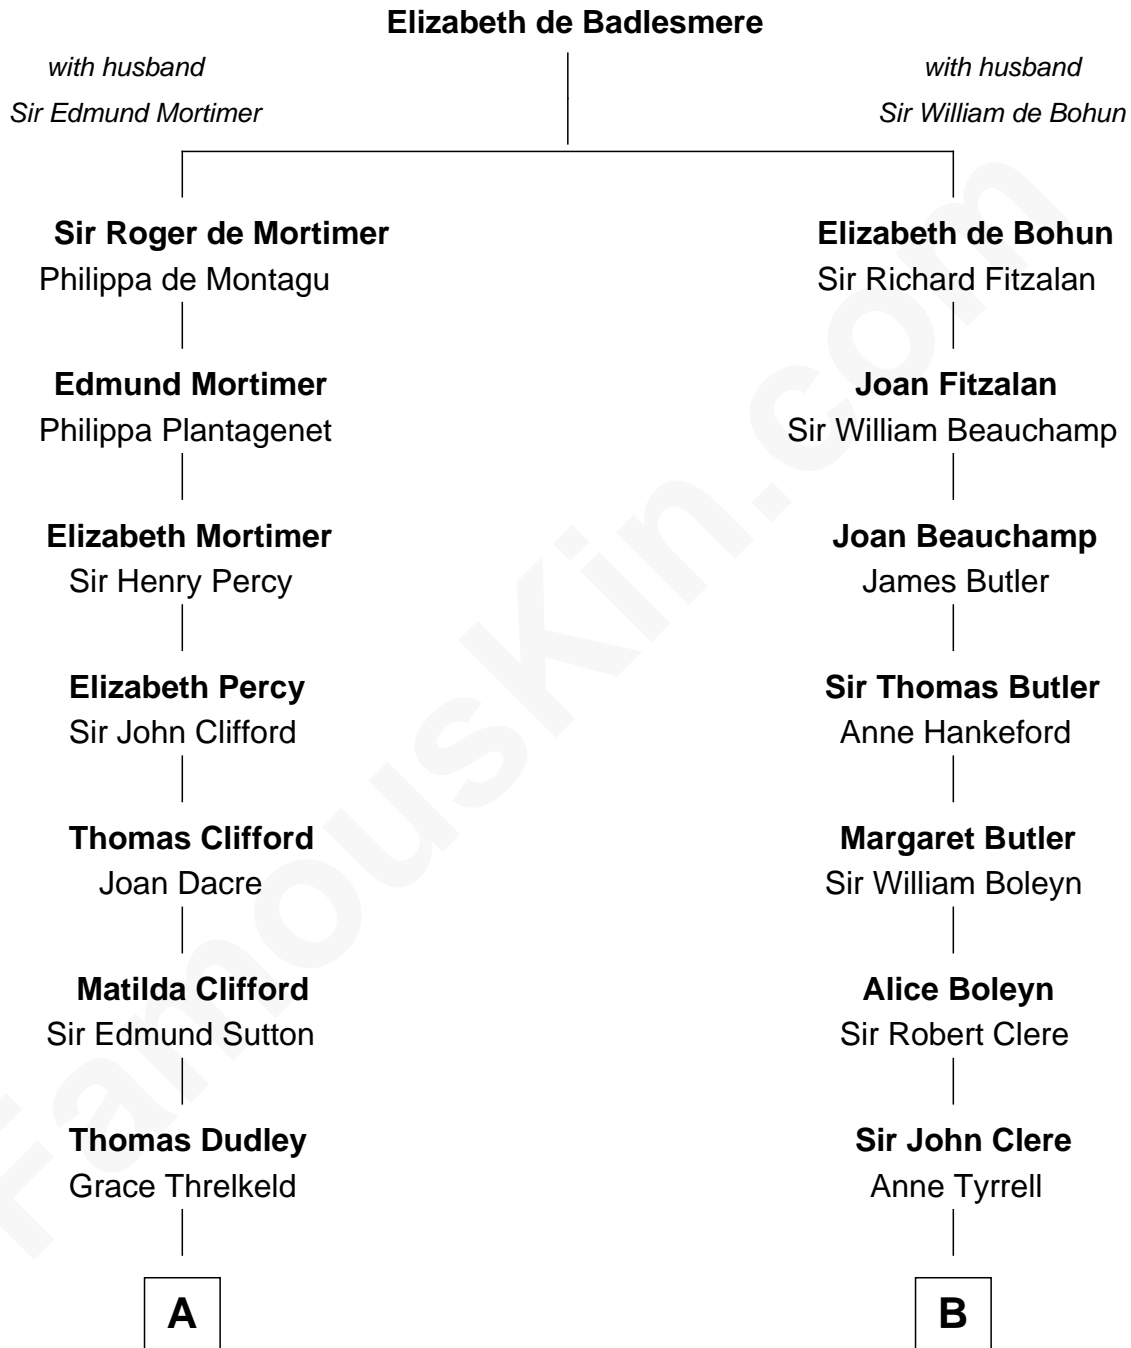 Elizabeth de Badlesmere
with husband
Sir Edmund Mortimer
with husband
Sir William de Bohun
Sir Roger de Mortimer
Philippa de Montagu
Elizabeth de Bohun
Sir Richard Fitzalan
Edmund Mortimer
Philippa Plantagenet
Joan Fitzalan
Sir William Beauchamp
Elizabeth Mortimer
Sir Henry Percy
Joan Beauchamp
James Butler
Elizabeth Percy
Sir John Clifford
Sir Thomas Butler
Anne Hankeford
Thomas Clifford
Joan Dacre
Margaret Butler
Sir William Boleyn
Matilda Clifford
Sir Edmund Sutton
Alice Boleyn
Sir Robert Clere
Thomas Dudley
Grace Threlkeld
Sir John Clere
Anne Tyrrell
A
B
FamousKin.com